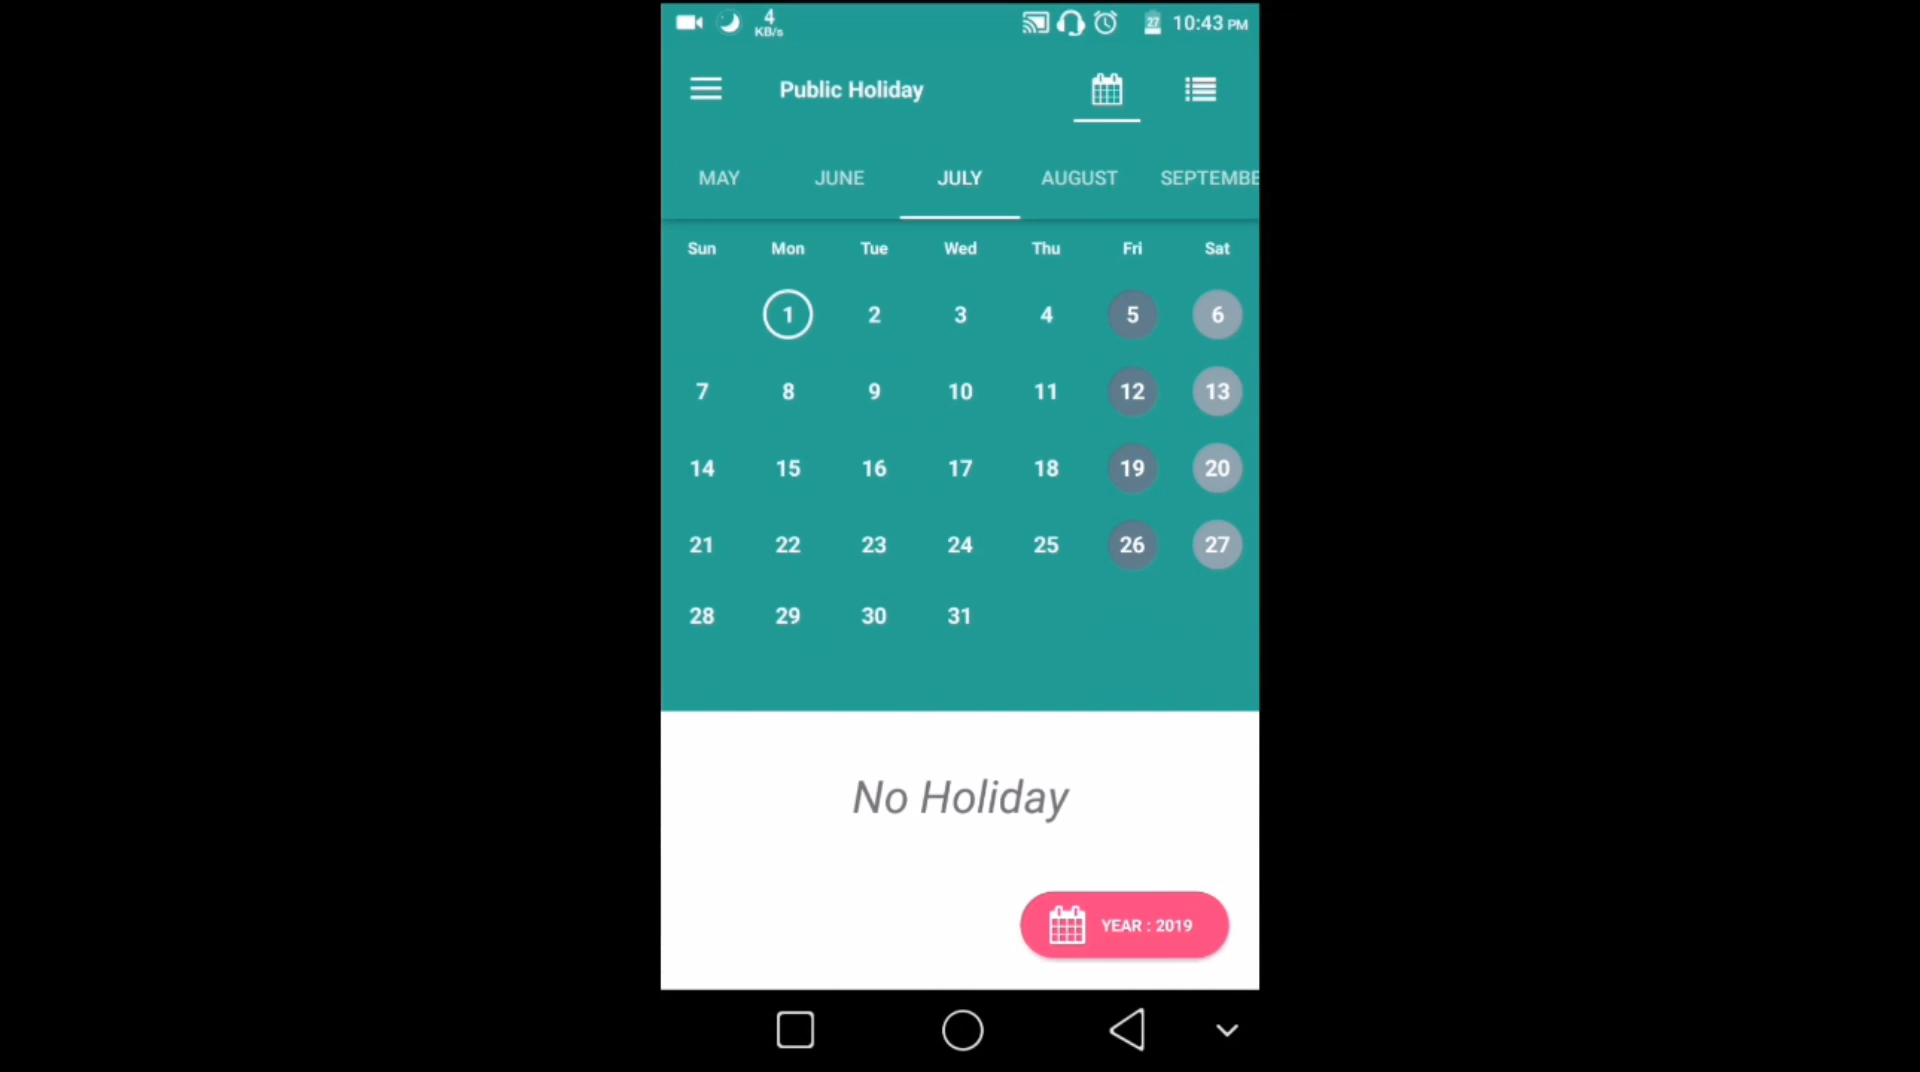 4 KB/s 27 10:43 PM
Public Holiday
MAY JUNE JULY AUGUST SEPTEMBE
Sun Mon Tue Wed Thu Fri Sat
1 2 3 4 5 6
7 8 9 10 11 12 13
14 15 16 17 18 19 20
21 22 23 24 25 26 27
28 29 30 31
No Holiday
YEAR : 2019